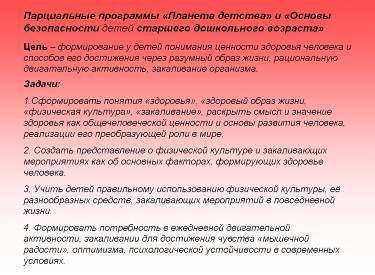 Парциальные программы «Планета детства» и «Основы
безопасности детей старшего дошкольного возраста»
Цель – формирование у детей понимания ценности здоровья человека и
способов его достижения через разумный образ жизни, рациональную
двигательную активность, закаливание организма.
Задачи:
1.Сформировать понятия «здоровья», «здоровый образ жизни,
«физическая культура», «закаливание», раскрыть смысл и значение
здоровья как общечеловеческой ценности и основы развития человека,
реализации его преобразующей роли в мире.
2. Создать представление о физической культуре и закаливающих
мероприятиях как об основных факторах, формирующих здоровье
человека.
3. Учить детей правильному использованию физической культуры, её
разнообразных средств, закаливающих мероприятий в повседневной
жизни.
4. Формировать потребность в ежедневной двигательной
активности, закаливании для достижения чувства «мышечной
радости», оптимизма, психологической устойчивости в современных
условиях.